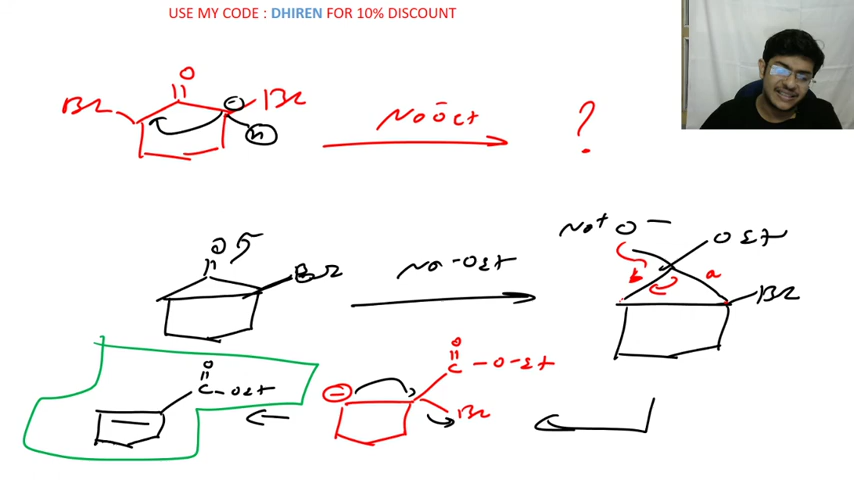 USE MY CODE : DHIREN FOR 10% DISCOUNT
O
Br Br
H
NaOEt
?
O
Br
Na-OEt
Na+ O-
OEt
a
b
Br
O
C - OEt
O
C - O-Et
Br